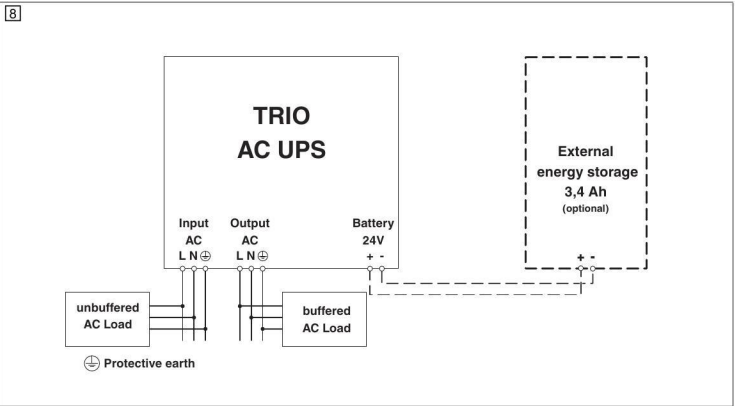 8
TRIO
AC UPS
External
energy storage
3,4 Ah
(optional)
Input
AC
L N
Output
AC
L N
Battery
24V
+ -
+ -
unbuffered
AC Load
buffered
AC Load
Protective earth